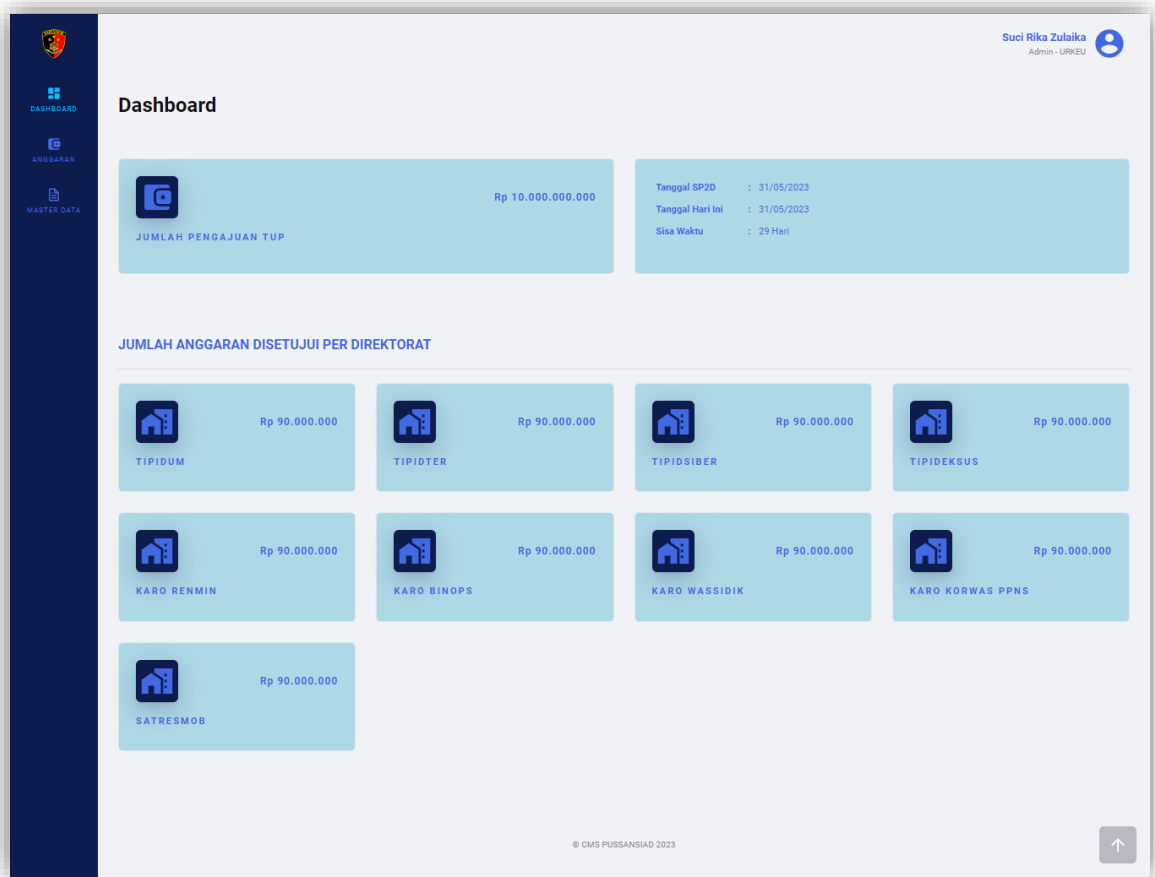 Suci Rika Zulaika
Admin - URKEU
DASHBOARD
ANGGARAN
MASTER DATA
Dashboard
Rp 10.000.000.000
JUMLAH PENGAJUAN TUP
Tanggal SP2D : 31/05/2023
Tanggal Hari Ini : 31/05/2023
Sisa Waktu : 29 Hari
JUMLAH ANGGARAN DISETUJUI PER DIREKTORAT
Rp 90.000.000
TIPIDUM
Rp 90.000.000
TIPIDTER
Rp 90.000.000
TIPIDSIBER
Rp 90.000.000
TIPIDEKSUS
Rp 90.000.000
KARO RENMIN
Rp 90.000.000
KARO BINOPS
Rp 90.000.000
KARO WASSIDIK
Rp 90.000.000
KARO KORWAS PPNS
Rp 90.000.000
SATRESMOB
© CMS PUSSANSIAD 2023